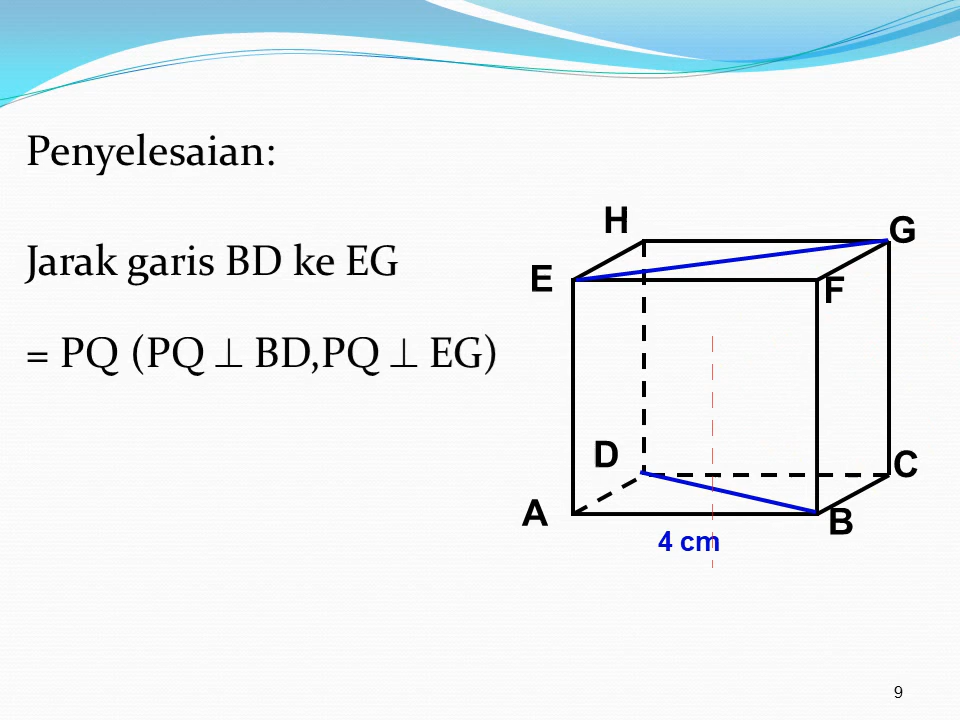 Penyelesaian:
Jarak garis BD ke EG
= PQ (PQ ⊥ BD,PQ ⊥ EG)
H
G
E
F
D
C
A
B
4 cm
9